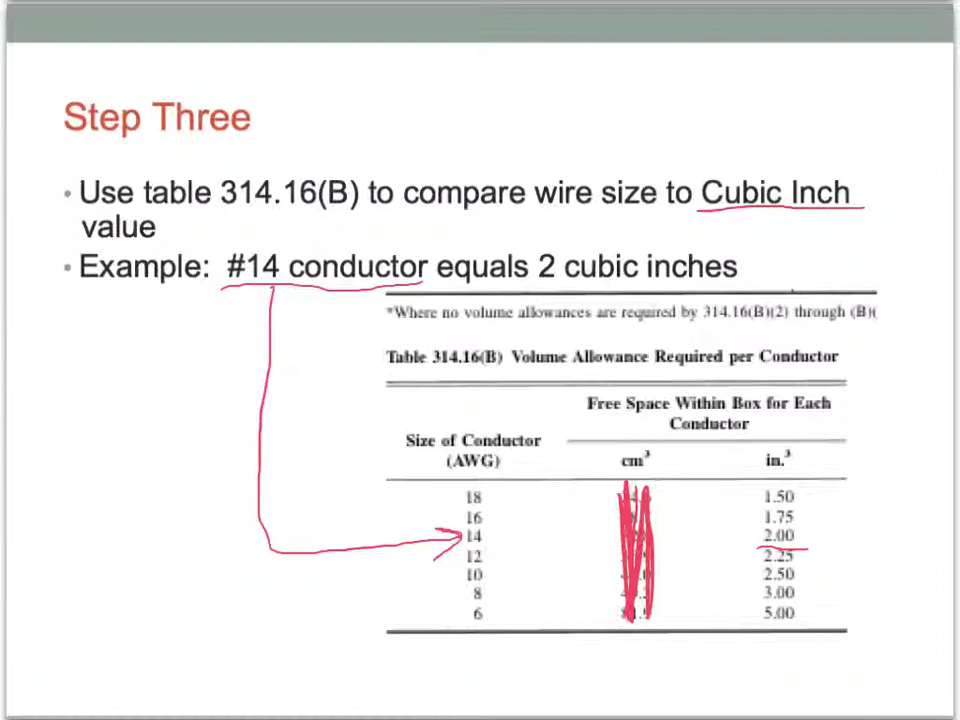 Step Three
• Use table 314.16(B) to compare wire size to Cubic Inch
value
• Example: #14 conductor equals 2 cubic inches
*Where no volume allowances are required by 314.16(B)(2) through (B)(
Table 314.16(B) Volume Allowance Required per Conductor
Free Space Within Box for Each
Conductor
Size of Conductor
(AWG) cm³ in.³
18 1.50
16 1.75
14 2.00
12 2.25
10 2.50
8 3.00
6 5.00